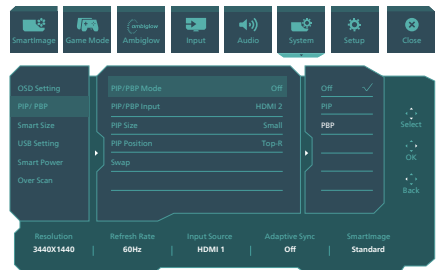 ambiglow
SmartImage
Game Mode
Ambiglow
Input
Audio
System
Setup
Close
OSD Setting
PIP/ PBP
Smart Size
USB Setting
Smart Power
Over Scan
PIP/PBP Mode Off
PIP/PBP Input HDMI 2
PIP Size Small
PIP Position Top-R
Swap
Off
PIP
PBP
Select
OK
Back
Resolution Refresh Rate Input Source Adaptive Sync SmartImage
3440X1440 60Hz HDMI 1 Off Standard